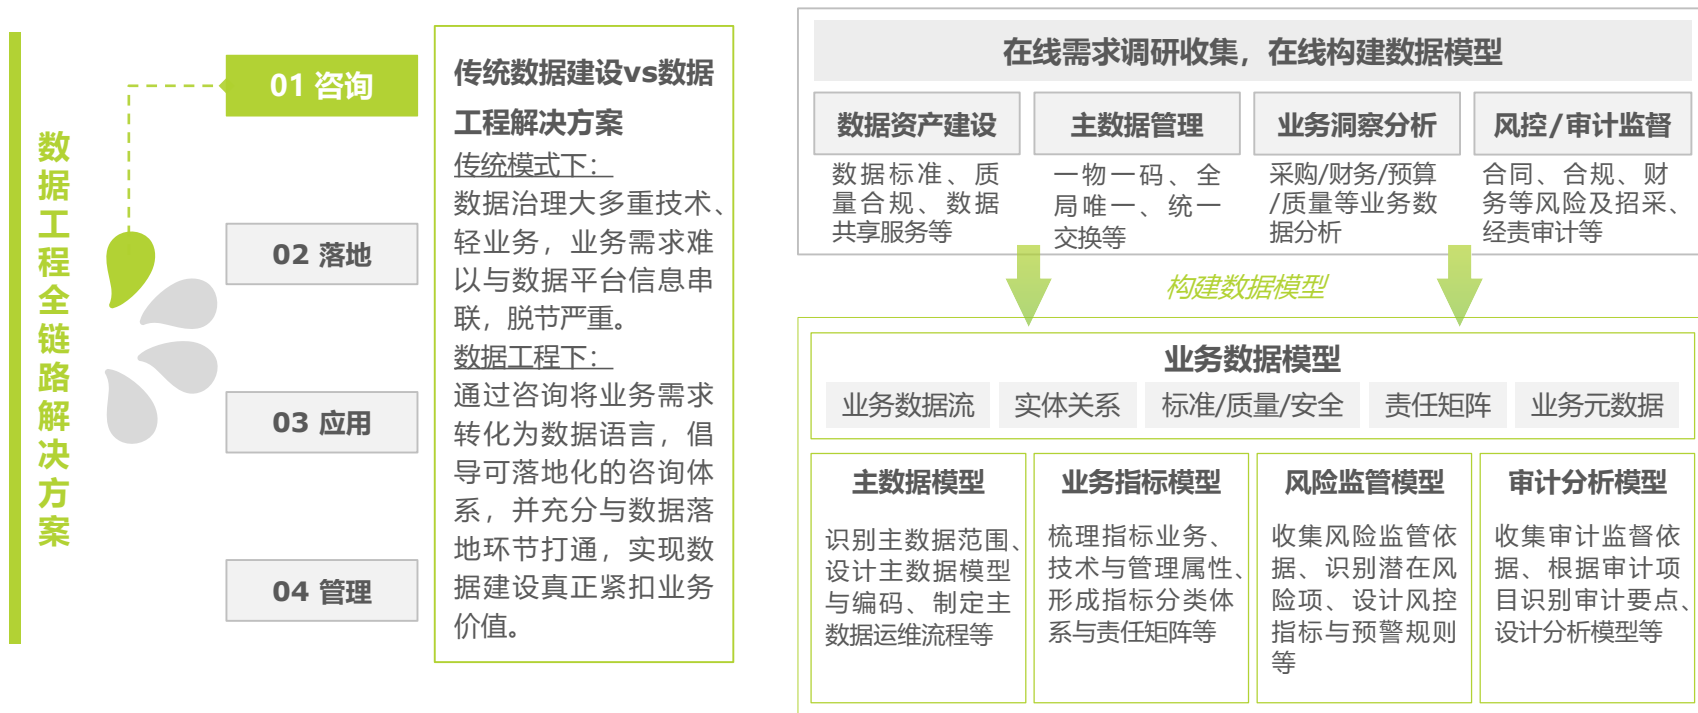 数据工程全链路解决方案
01 咨询
02 落地
03 应用
04 管理
传统数据建设vs数据
工程解决方案
传统模式下：
数据治理大多重技术、
轻业务，业务需求难
以与数据平台信息串
联，脱节严重。
数据工程下：
通过咨询将业务需求
转化为数据语言，倡
导可落地化的咨询体
系，并充分与数据落
地环节打通，实现数
据建设真正紧扣业务
价值。
在线需求调研收集，在线构建数据模型
数据资产建设
数据标准、质
量合规、数据
共享服务等
主数据管理
一物一码、全
局唯一、统一
交换等
业务洞察分析
采购/财务/预算
/质量等业务数
据分析
风控/审计监督
合同、合规、财
务等风险及招采、
经责审计等
构建数据模型
业务数据模型
业务数据流
实体关系
标准/质量/安全
责任矩阵
业务元数据
主数据模型
识别主数据范围、
设计主数据模型
与编码、制定主
数据运维流程等
业务指标模型
梳理指标业务、
技术与管理属性、
形成指标分类体
系与责任矩阵等
风险监管模型
收集风险监管依
据、识别潜在风
险项、设计风控
指标与预警规则
等
审计分析模型
收集审计监督依
据、根据审计项
目识别审计要点、
设计分析模型等